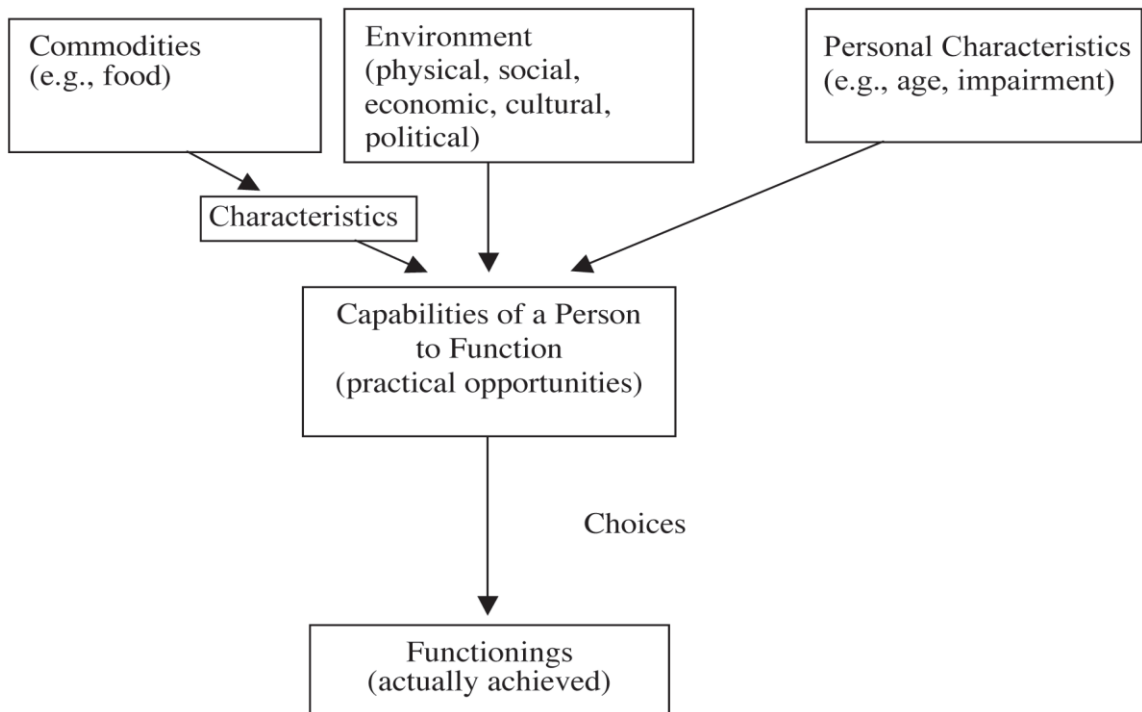 Commodities
(e.g., food)
Environment
(physical, social,
economic, cultural,
political)
Personal Characteristics
(e.g., age, impairment)
Characteristics
Capabilities of a Person
to Function
(practical opportunities)
Choices
Functionings
(actually achieved)